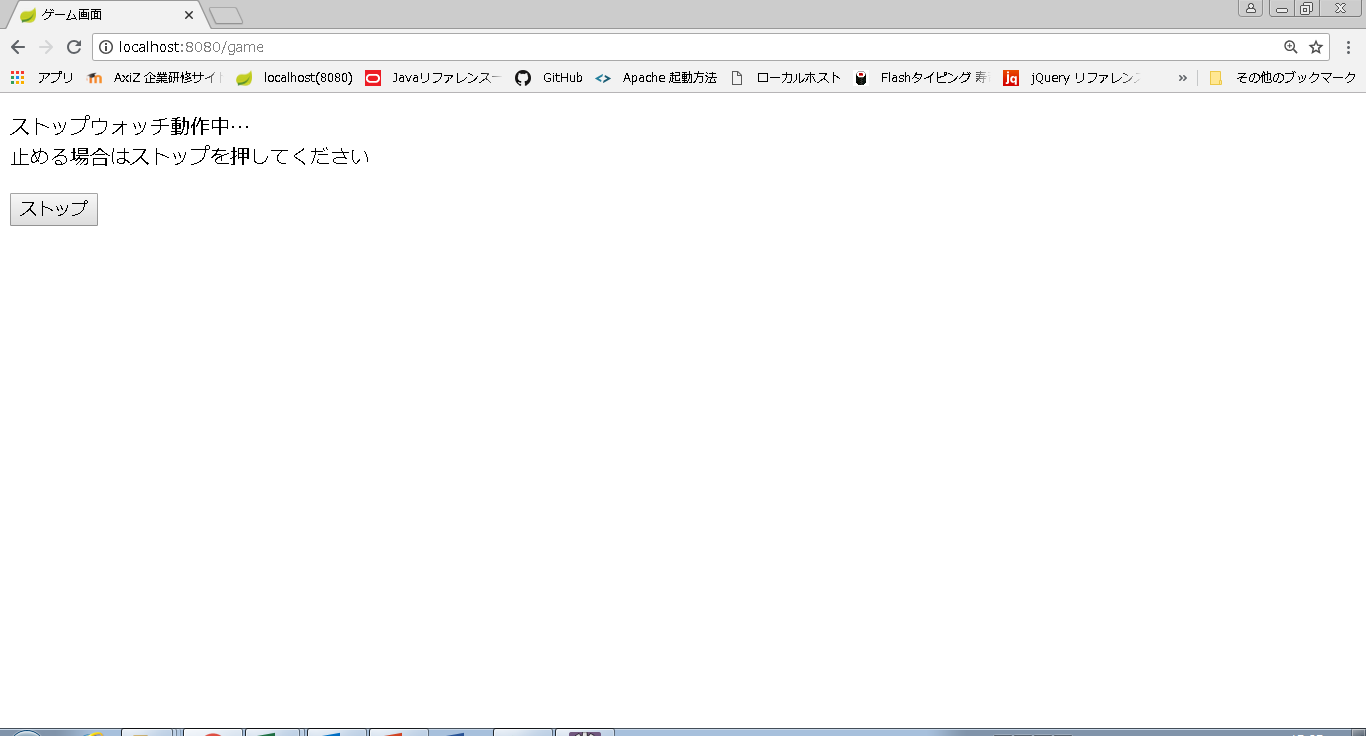 ゲーム画面
localhost:8080/game
アプリ AxiZ 企業研修サイ localhost(8080) Javaリファレンス GitHub Apache 起動方法 ローカルホスト Flashタイピング 寿 jq jQuery リファレン » その他のブックマーク
ストップウォッチ動作中…
止める場合はストップを押してください
ストップ